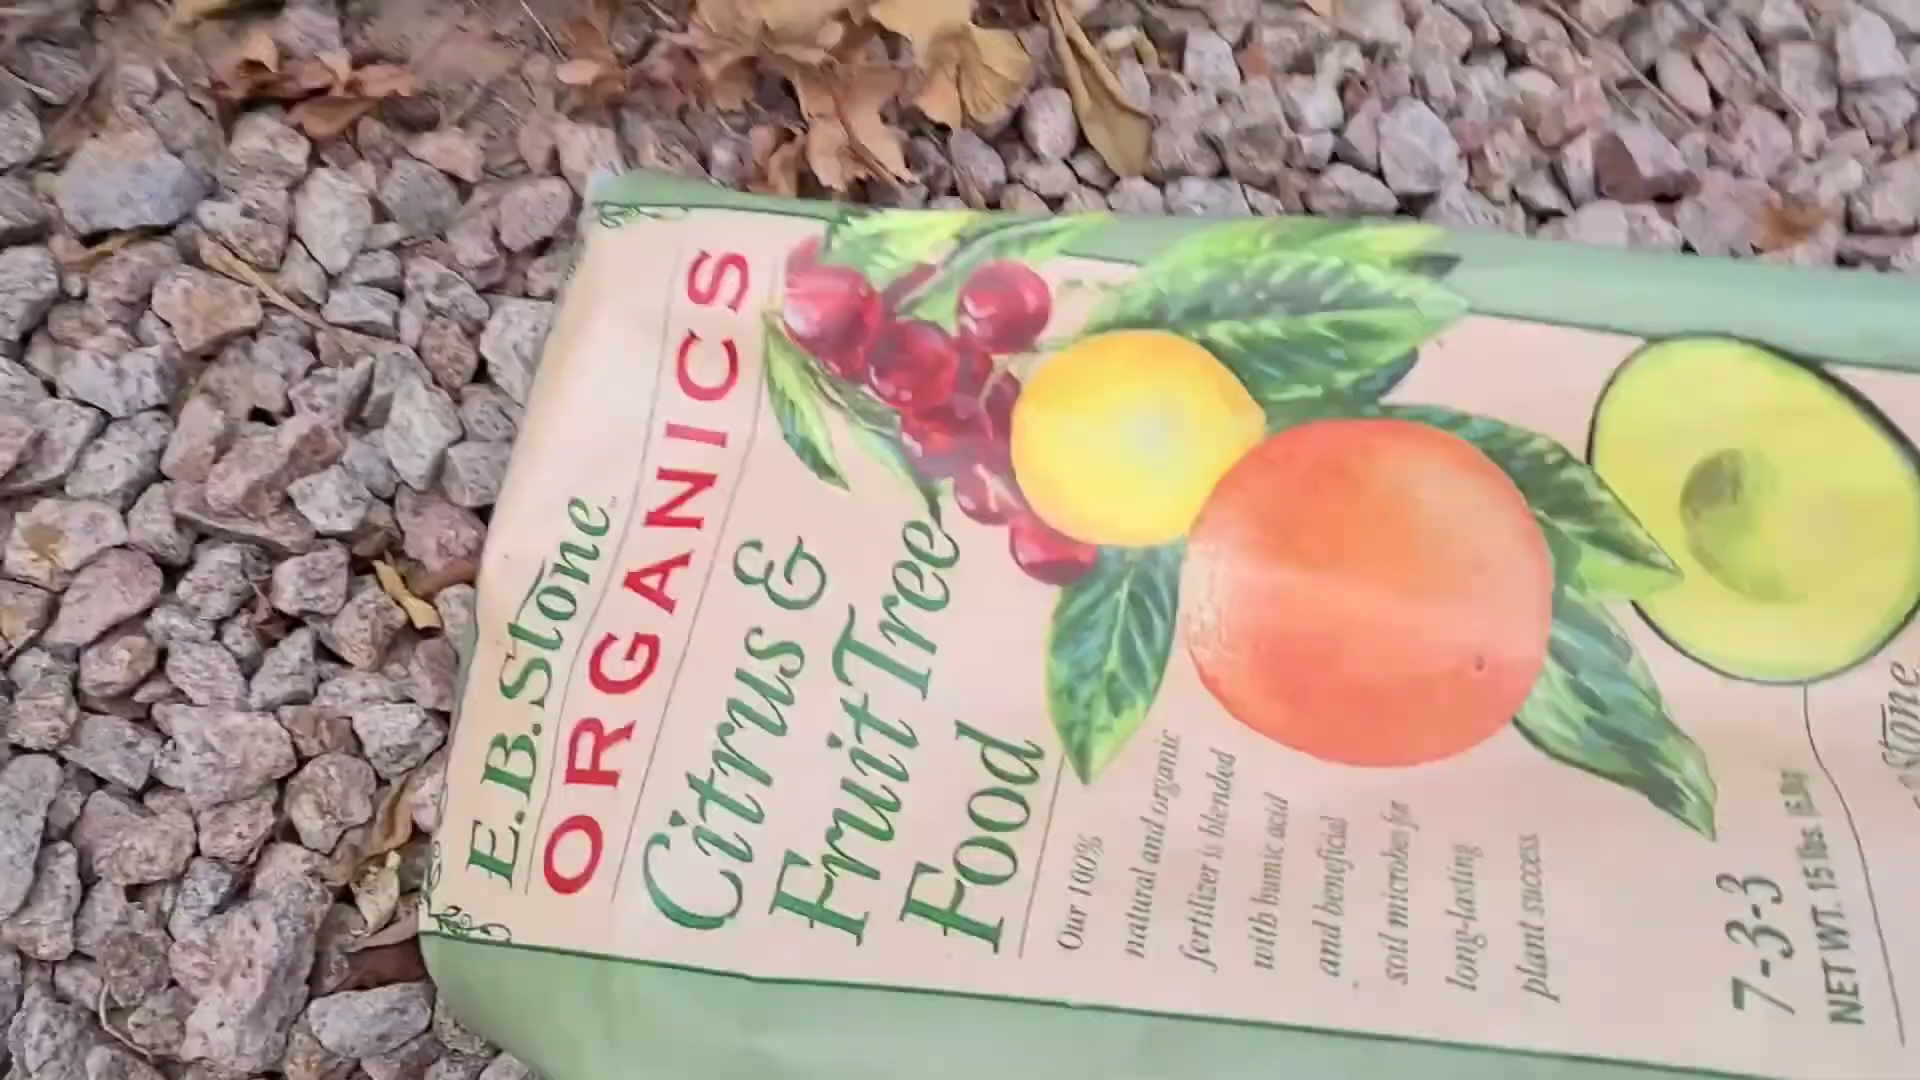 E.B.Stone
ORGANICS
Citrus &
Fruit Tree
Food
Our 100%
natural and organic
fertilizer is blended
with humic acid
and beneficial
soil microbes for
long-lasting
plant success
7-3-3
NET WT. 15 lbs.
Stone